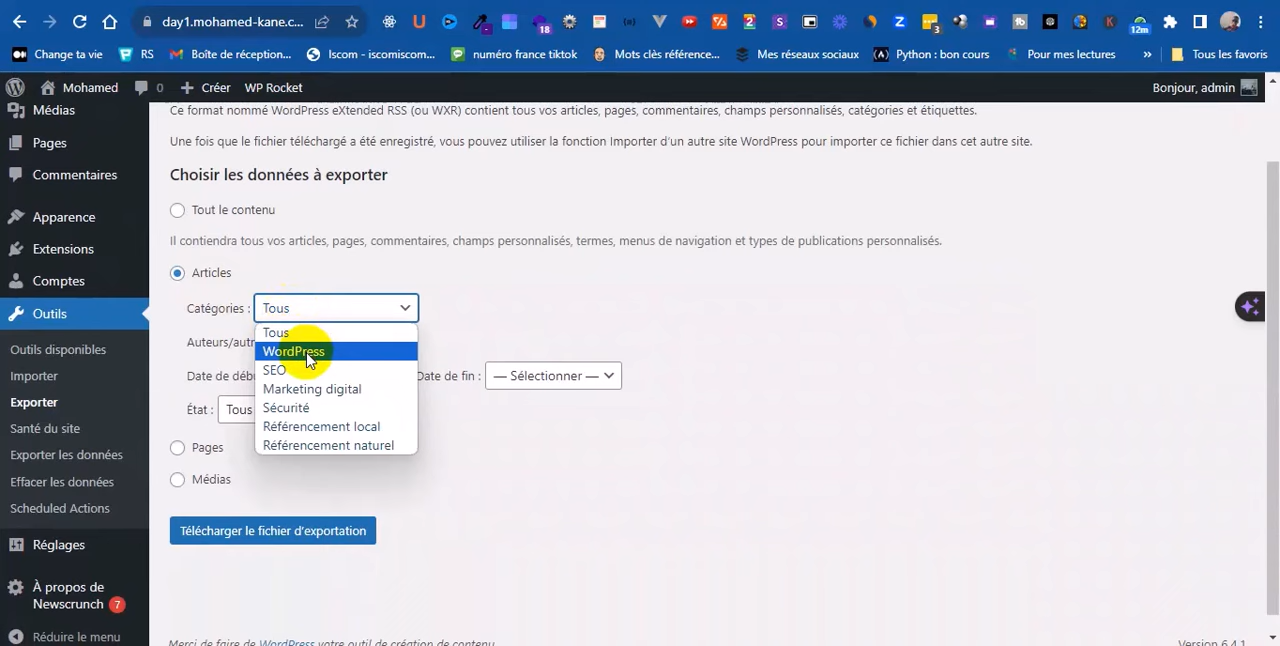 day1.mohamed-kane.c...
18
3
12m
Change ta vie
RS
Boîte de réception...
Iscom - iscomiscom...
numéro france tiktok
Mots clés référence...
Mes réseaux sociaux
Python : bon cours
Pour mes lectures
»
Tous les favoris
Mohamed
0
Créer
WP Rocket
Bonjour, admin
Médias
Pages
Commentaires
Apparence
Extensions
Comptes
Outils
Outils disponibles
Importer
Exporter
Santé du site
Exporter les données
Effacer les données
Scheduled Actions
Réglages
À propos de
Newscrunch 7
Réduire le menu
Ce format nommé WordPress eXtended RSS (ou WXR) contient tous vos articles, pages, commentaires, champs personnalisés, catégories et étiquettes.
Une fois que le fichier téléchargé a été enregistré, vous pouvez utiliser la fonction Importer d'un autre site WordPress pour importer ce fichier dans cet autre site.
Choisir les données à exporter
Tout le contenu
Il contiendra tous vos articles, pages, commentaires, champs personnalisés, termes, menus de navigation et types de publications personnalisés.
Articles
Catégories : Tous
Tous
WordPress
SEO
Marketing digital
Sécurité
Référencement local
Référencement naturel
Auteurs/autr
Date de débu
Date de fin : — Sélectionner —
État : Tous
Pages
Médias
Télécharger le fichier d'exportation
Merci de faire de WordPress votre outil de création de contenu.
Version 6.4.1